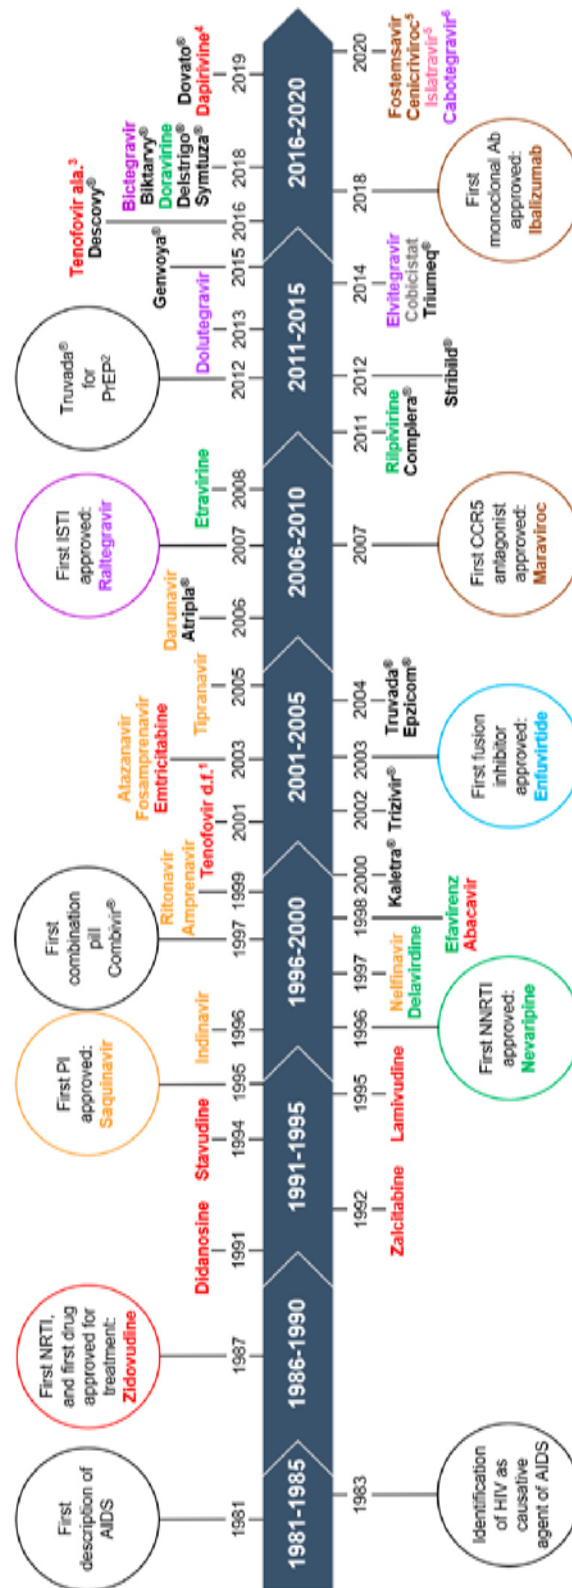 First
description of
AIDS
1981
First NRTI,
and first drug
approved for
treatment:
Zidovudine
1987
Didanosine
1991
Stavudine
1994
First PI
approved:
Saquinavir
1995
Indinavir
1996
First
combination
pill
Combivir®
1997
Ritonavir
Amprenavir
1999
Tenofovir d.f.¹
2001
Atazanavir
Fosamprenavir
Emtricitabine
2003
Tipranavir
2005
Darunavir
Atripla®
2006
First ISTI
approved:
Raltegravir
2007
Etravirine
2008
Truvada®
for
PrEP²
2012
Dolutegravir
2013
Genvoya®
2015
Tenofovir ala.³
Descovy®
2016
Bictegravir
Biktarvy®
Doravirine
Delstrigo®
Symtuza®
2018
Dovato®
Dapirivine⁴
2019
1981-1985
1986-1990
1991-1995
1996-2000
2001-2005
2006-2010
2011-2015
2016-2020
1983
Identification
of HIV as
causative
agent of AIDS
1992
Zalcitabine
1995
Lamivudine
1996
First NNRTI
approved:
Nevaripine
1997
Nelfinavir
Delavirdine
1998
Efavirenz
Abacavir
2000
Kaletra®
2002
Trizivir®
2003
First fusion
inhibitor
approved:
Enfuvirtide
2004
Truvada®
Epzicom®
2007
First CCR5
antagonist
approved:
Maraviroc
2011
Rilpivirine
Complera®
2012
Stribild®
2014
Elvitegravir
Cobicistat
Triumeq®
2018
First
monoclonal Ab
approved:
Ibalizumab
2020
Fostemsavir
Cenicriviroc⁵
Islatravir⁵
Cabotegravir⁶